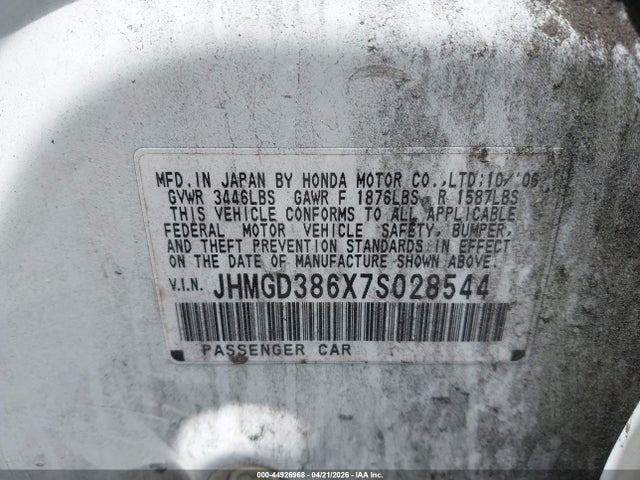 MFD.IN JAPAN BY HONDA MOTOR CO.,LTD;10/'06
GVWR 3446LBS GAWR F 1876LBS R 1587LBS
THIS VEHICLE CONFORMS TO ALL APPLICABLE
FEDERAL MOTOR VEHICLE SAFETY, BUMPER,
AND THEFT PREVENTION STANDARDS IN EFFECT
ON THE DATE OF MANUFACTURE SHOWN ABOVE.
V.I.N. JHMGD386X7S028544
PASSENGER CAR
000-44926968 04/21/2026 IAA Inc.